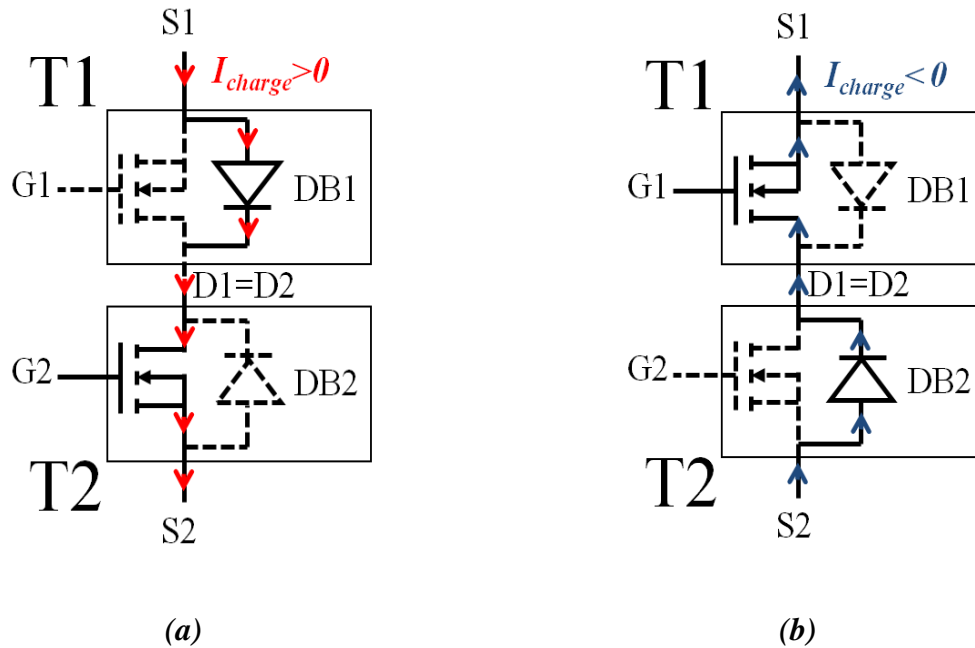 S1
T1
I_charge>0
G1
DB1
D1=D2
G2
DB2
T2
S2
(a)
S1
T1
I_charge<0
G1
DB1
D1=D2
G2
DB2
T2
S2
(b)